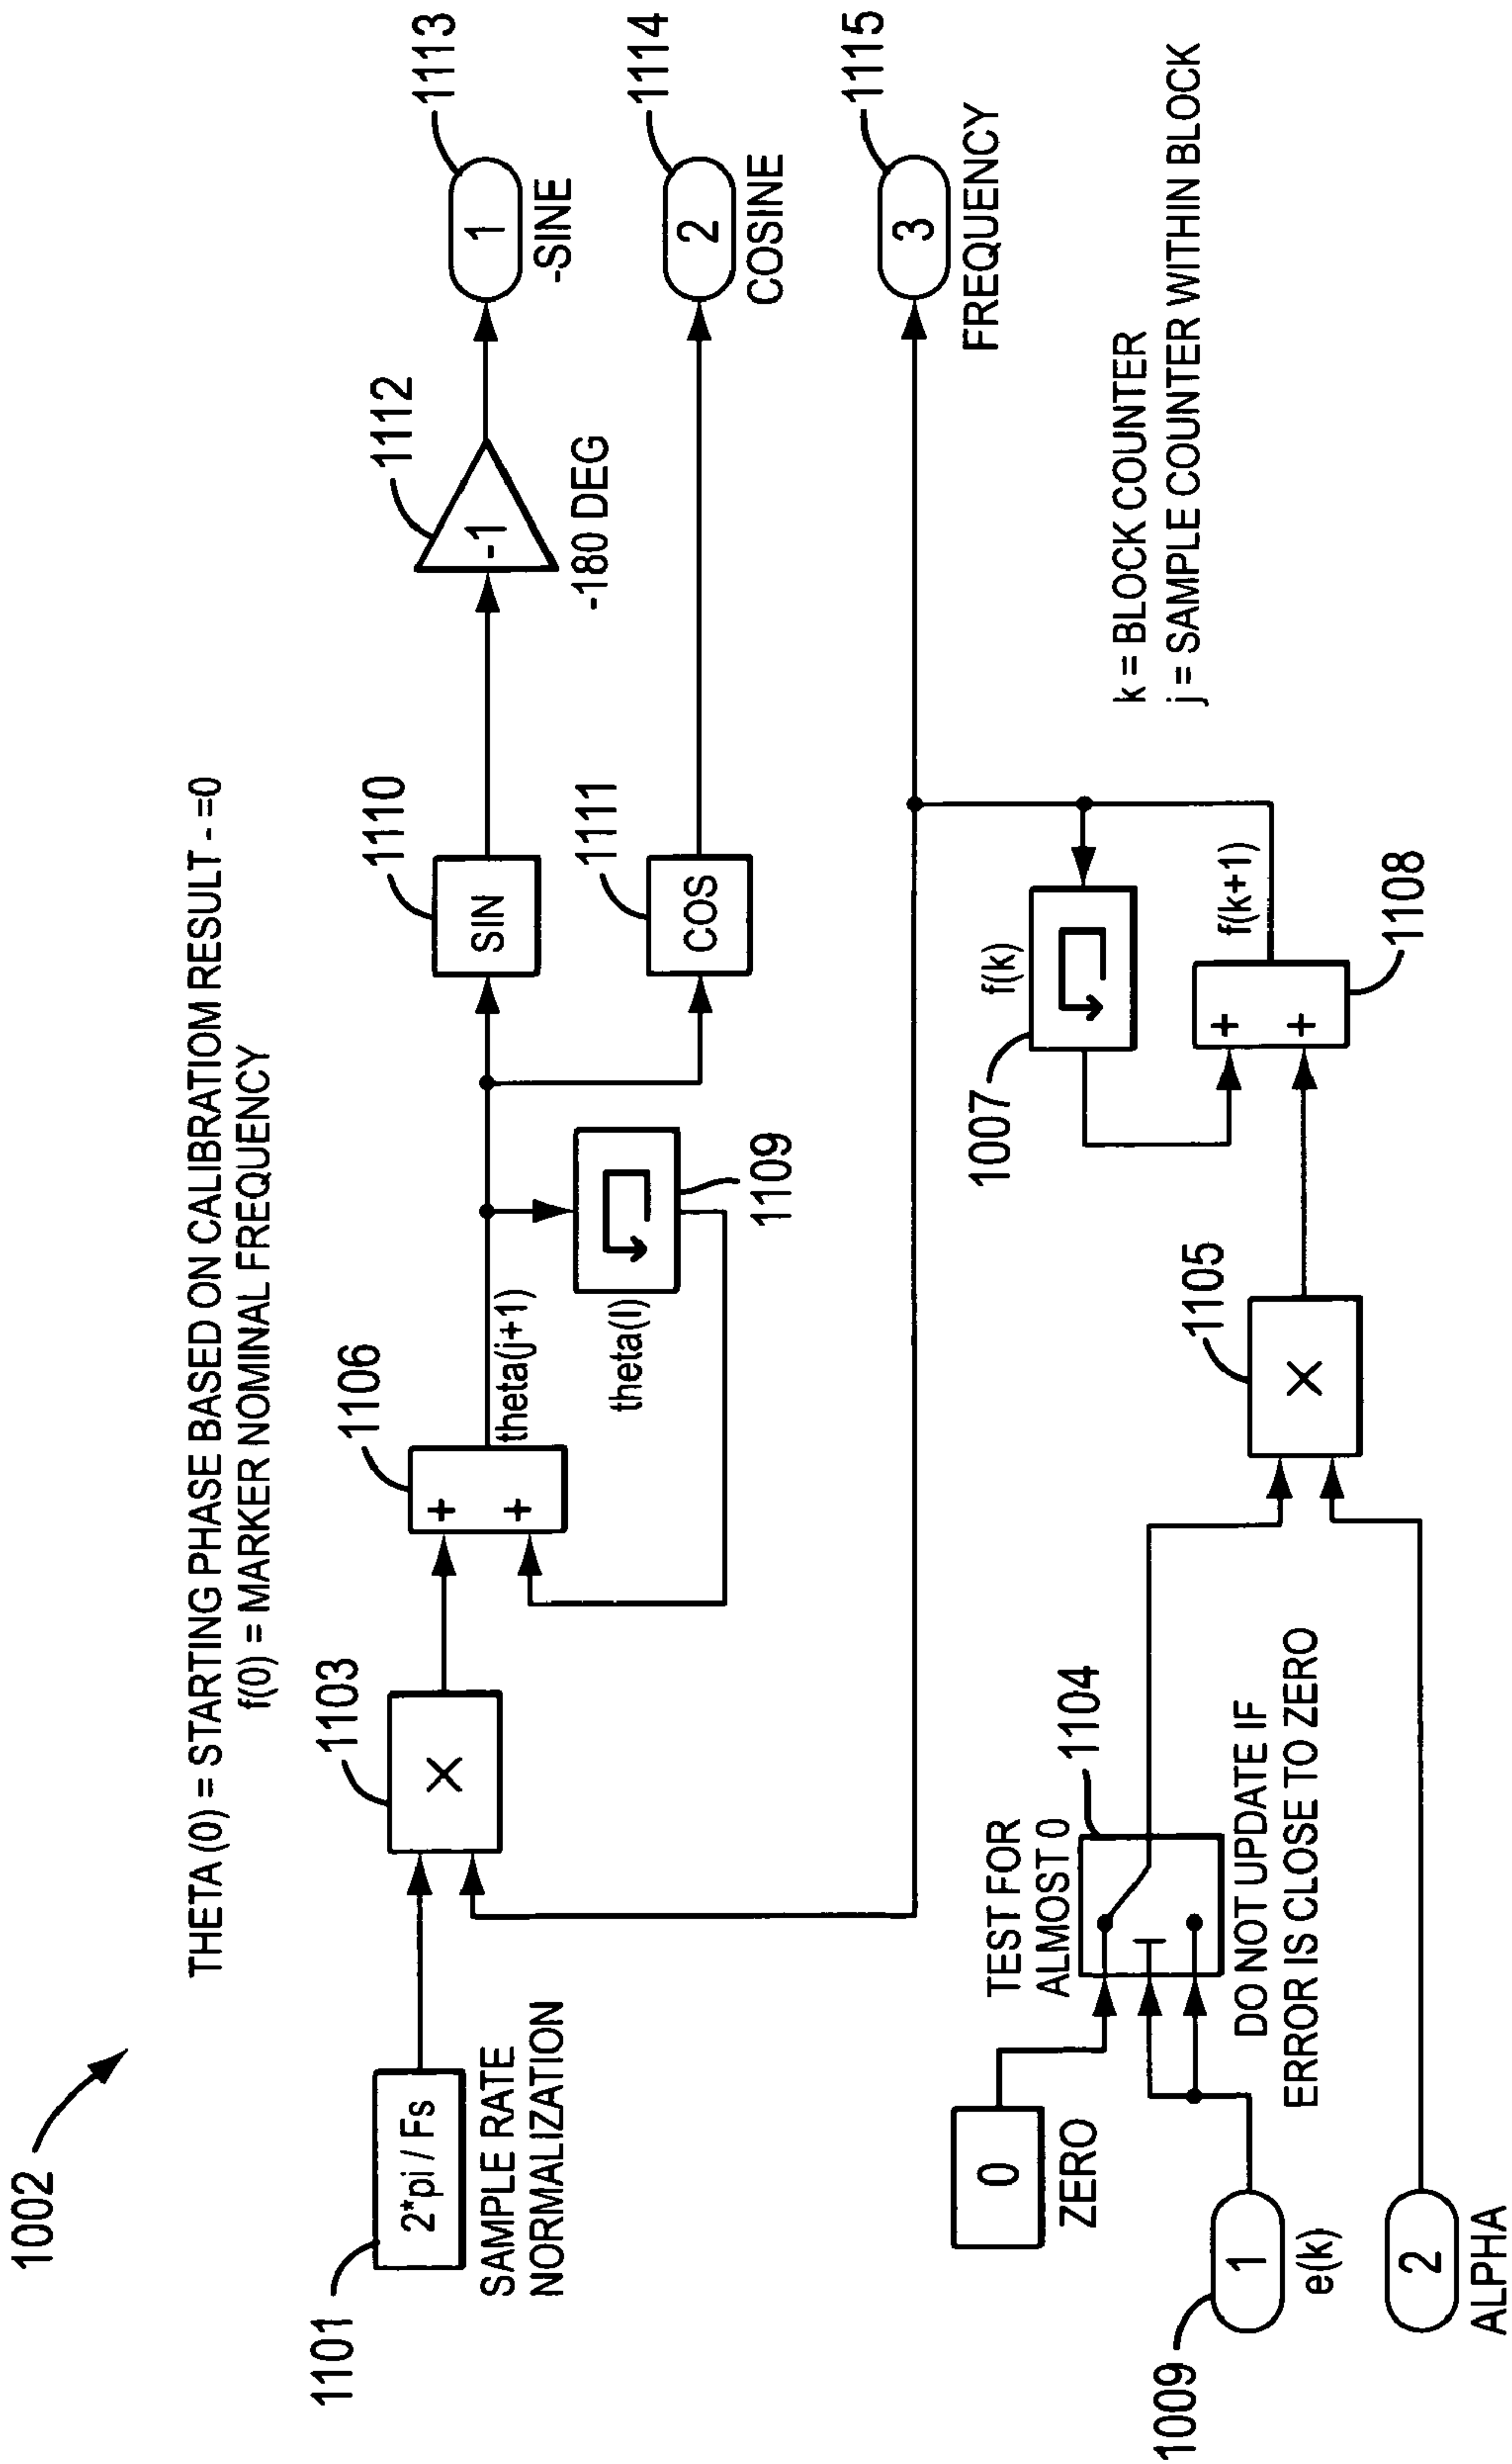 1002
THETA (0) = STARTING PHASE BASED ON CALIBRATIOM RESULT - =0
f(0) = MARKER NOMINAL FREQUENCY
1101
2*pi / Fs
SAMPLE RATE
NORMALIZATION
1103
X
1106
+
+
theta(j+1)
theta(l)
1109
1110
SIN
1111
COS
1112
-1
-180 DEG
1113
1
-SINE
1114
2
COSINE
1115
3
FREQUENCY
0
ZERO
TEST FOR
ALMOST 0
1104
DO NOT UPDATE IF
ERROR IS CLOSE TO ZERO
1009
1
e(k)
2
ALPHA
1105
X
1007
f(k)
+
+
f(k+1)
1108
k = BLOCK COUNTER
j = SAMPLE COUNTER WITHIN BLOCK